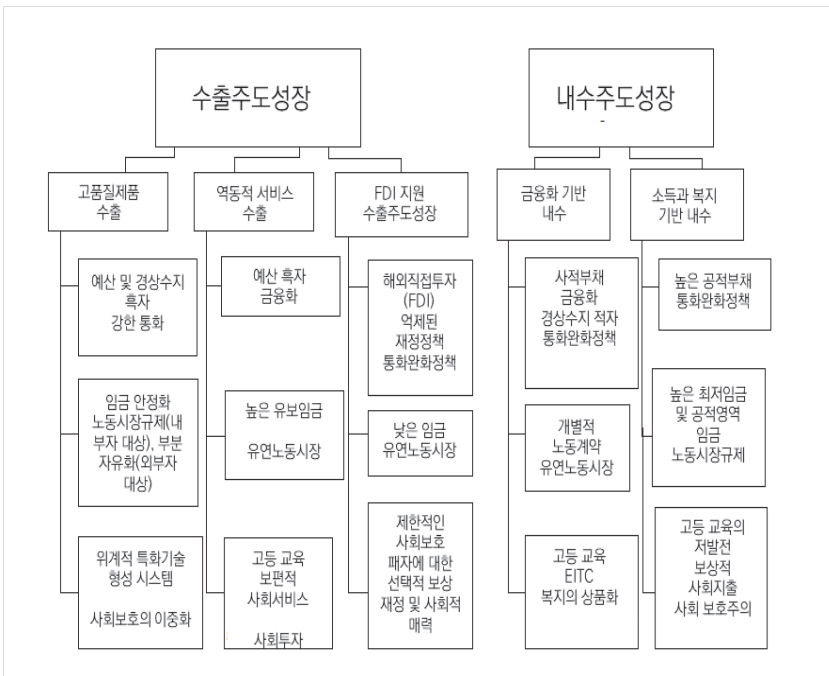 수출주도성장
내수주도성장
고품질제품
수출
역동적 서비스
수출
FDI 지원
수출주도성장
금융화 기반
내수
소득과 복지
기반 내수
예산 및 경상수지
흑자
강한 통화
예산 흑자
금융화
해외직접투자
(FDI)
억제된
재정정책
통화완화정책
사적부채
금융화
경상수지 적자
통화완화정책
높은 공적부채
통화완화정책
임금 안정화
노동시장규제(내
부자 대상), 부분
자유화(외부자
대상)
높은 유보임금
유연노동시장
낮은 임금
유연노동시장
개별적
노동계약
유연노동시장
높은 최저임금
및 공적영역
임금
노동시장규제
위계적 특화기술
형성 시스템
사회보호의 이중화
고등 교육
보편적
사회서비스
사회투자
제한적인
사회보호
패자에 대한
선택적 보상
재정 및 사회적
매력
고등 교육
EITC
복지의 상품화
고등 교육의
저발전
보상적
사회지출
사회 보호주의